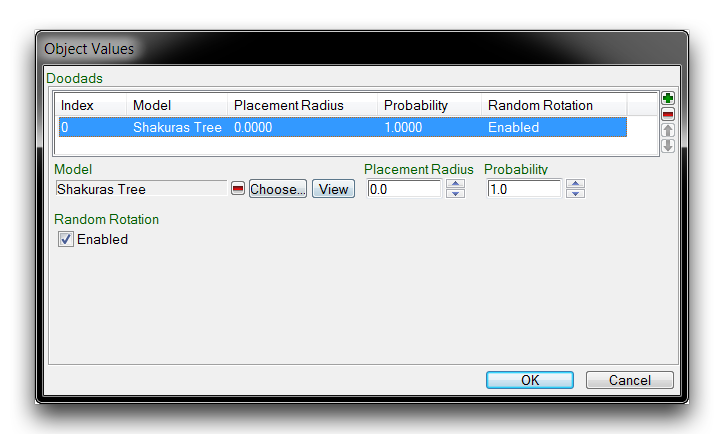 Object Values
Doodads
Index Model Placement Radius Probability Random Rotation
0 Shakuras Tree 0.0000 1.0000 Enabled
Model Placement Radius Probability
Shakuras Tree Choose... View 0.0 1.0
Random Rotation
Enabled
OK Cancel